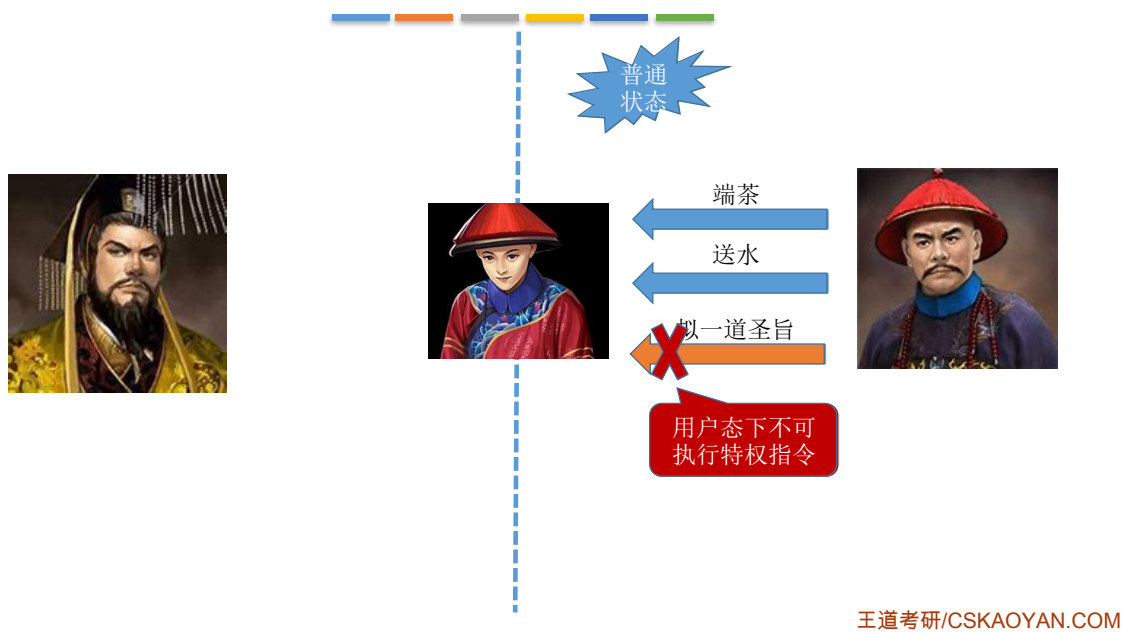 普通
状态
端茶
送水
拟一道圣旨
用户态下不可
执行特权指令
王道考研/CSKAOYAN.COM